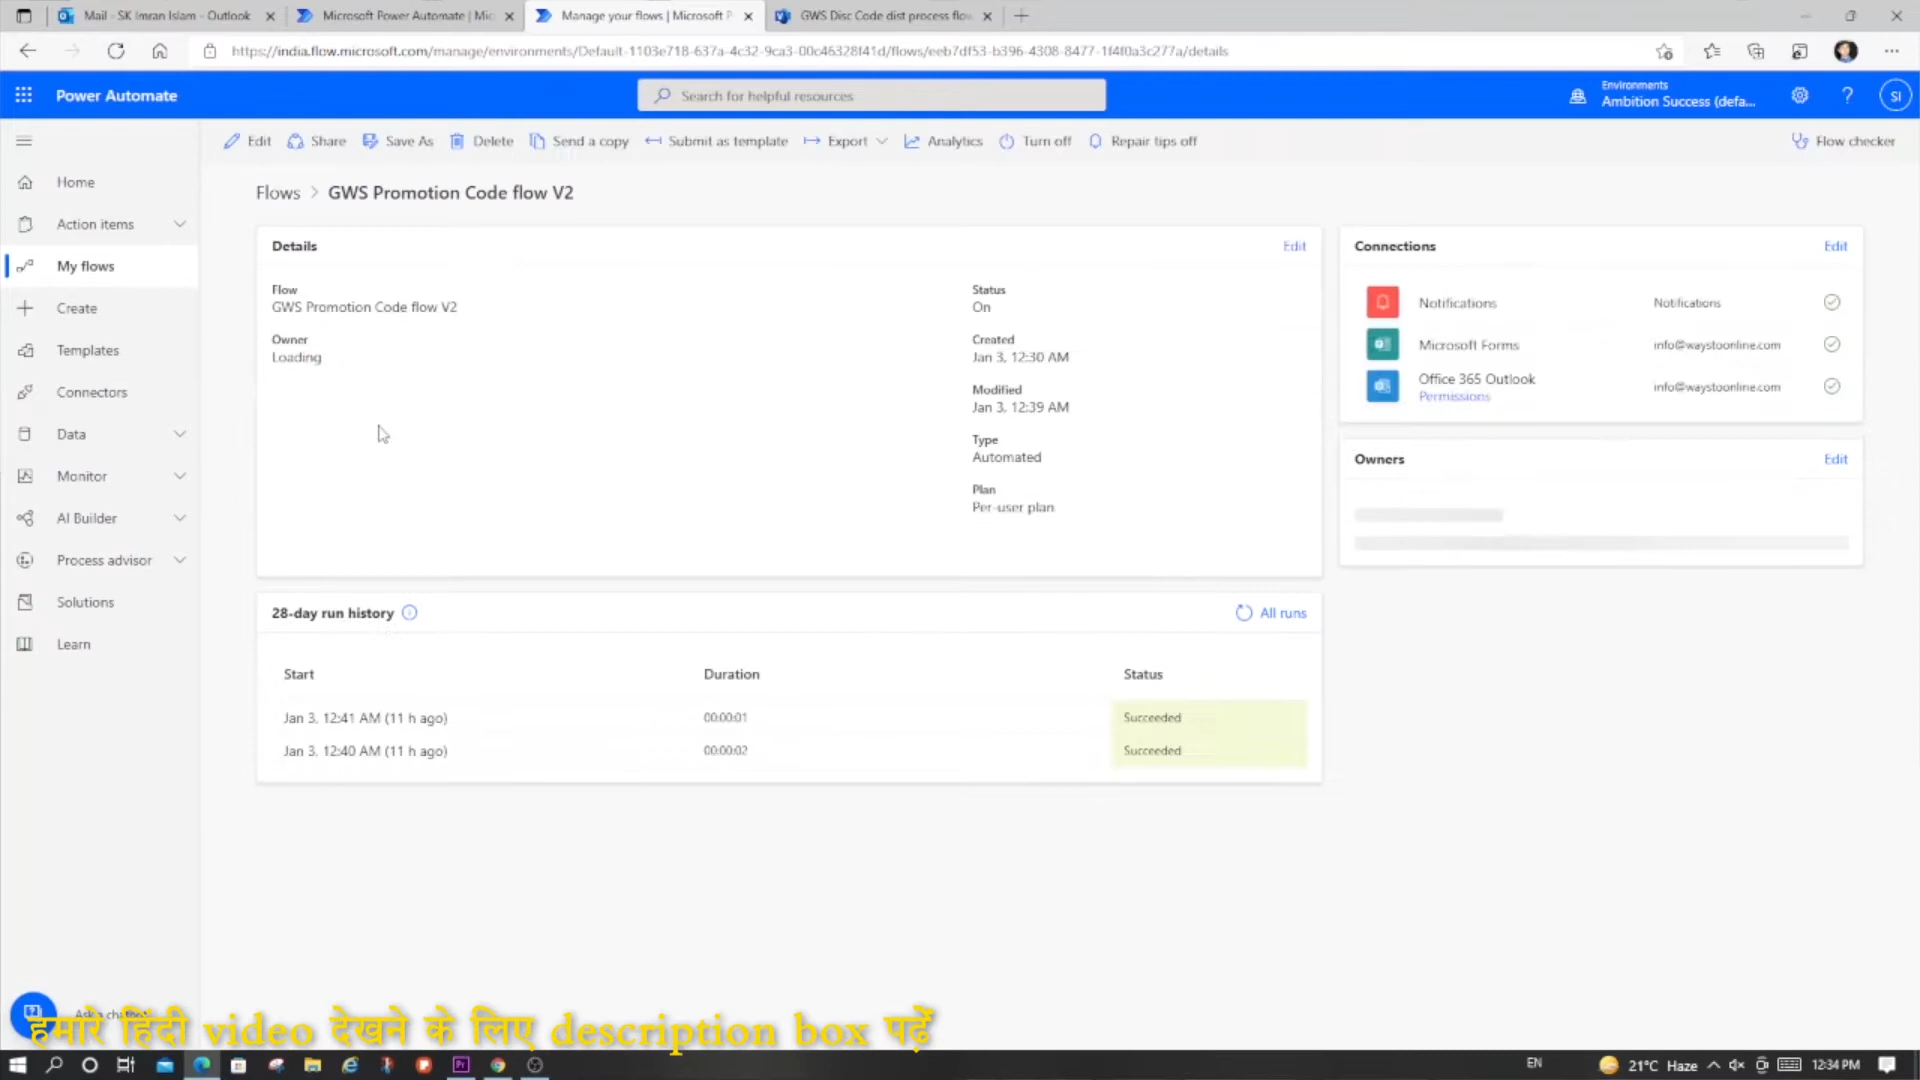 Mail - SK Imran Islam - Outlook
Microsoft Power Automate | Mic
Manage your flows | Microsoft P
GWS Disc Code dist process flow
https://india.flow.microsoft.com/manage/environments/Default-1103e718-637a-4c32-9ca3-00c46328f41d/flows/eeb7df53-b396-4308-8477-1f4f0a3c277a/details
Power Automate
Search for helpful resources
Environments
Ambition Success (defa...
?
SI
Edit Share Save As Delete Send a copy Submit as template Export Analytics Turn off Repair tips off Flow checker
Home
Action items
My flows
Create
Templates
Connectors
Data
Monitor
AI Builder
Process advisor
Solutions
Learn
Flows > GWS Promotion Code flow V2
Details Edit
Flow
GWS Promotion Code flow V2
Owner
Loading
Status
On
Created
Jan 3, 12:30 AM
Modified
Jan 3, 12:39 AM
Type
Automated
Plan
Per-user plan
Connections Edit
Notifications Notifications
Microsoft Forms info@waystoonline.com
Office 365 Outlook info@waystoonline.com
Permissions
Owners Edit
28-day run history All runs
Start Duration Status
Jan 3, 12:41 AM (11 h ago) 00:00:01 Succeeded
Jan 3, 12:40 AM (11 h ago) 00:00:02 Succeeded
हमारे हिंदी video देखने के लिए description box पढ़ें
EN
21°C Haze
12:34 PM